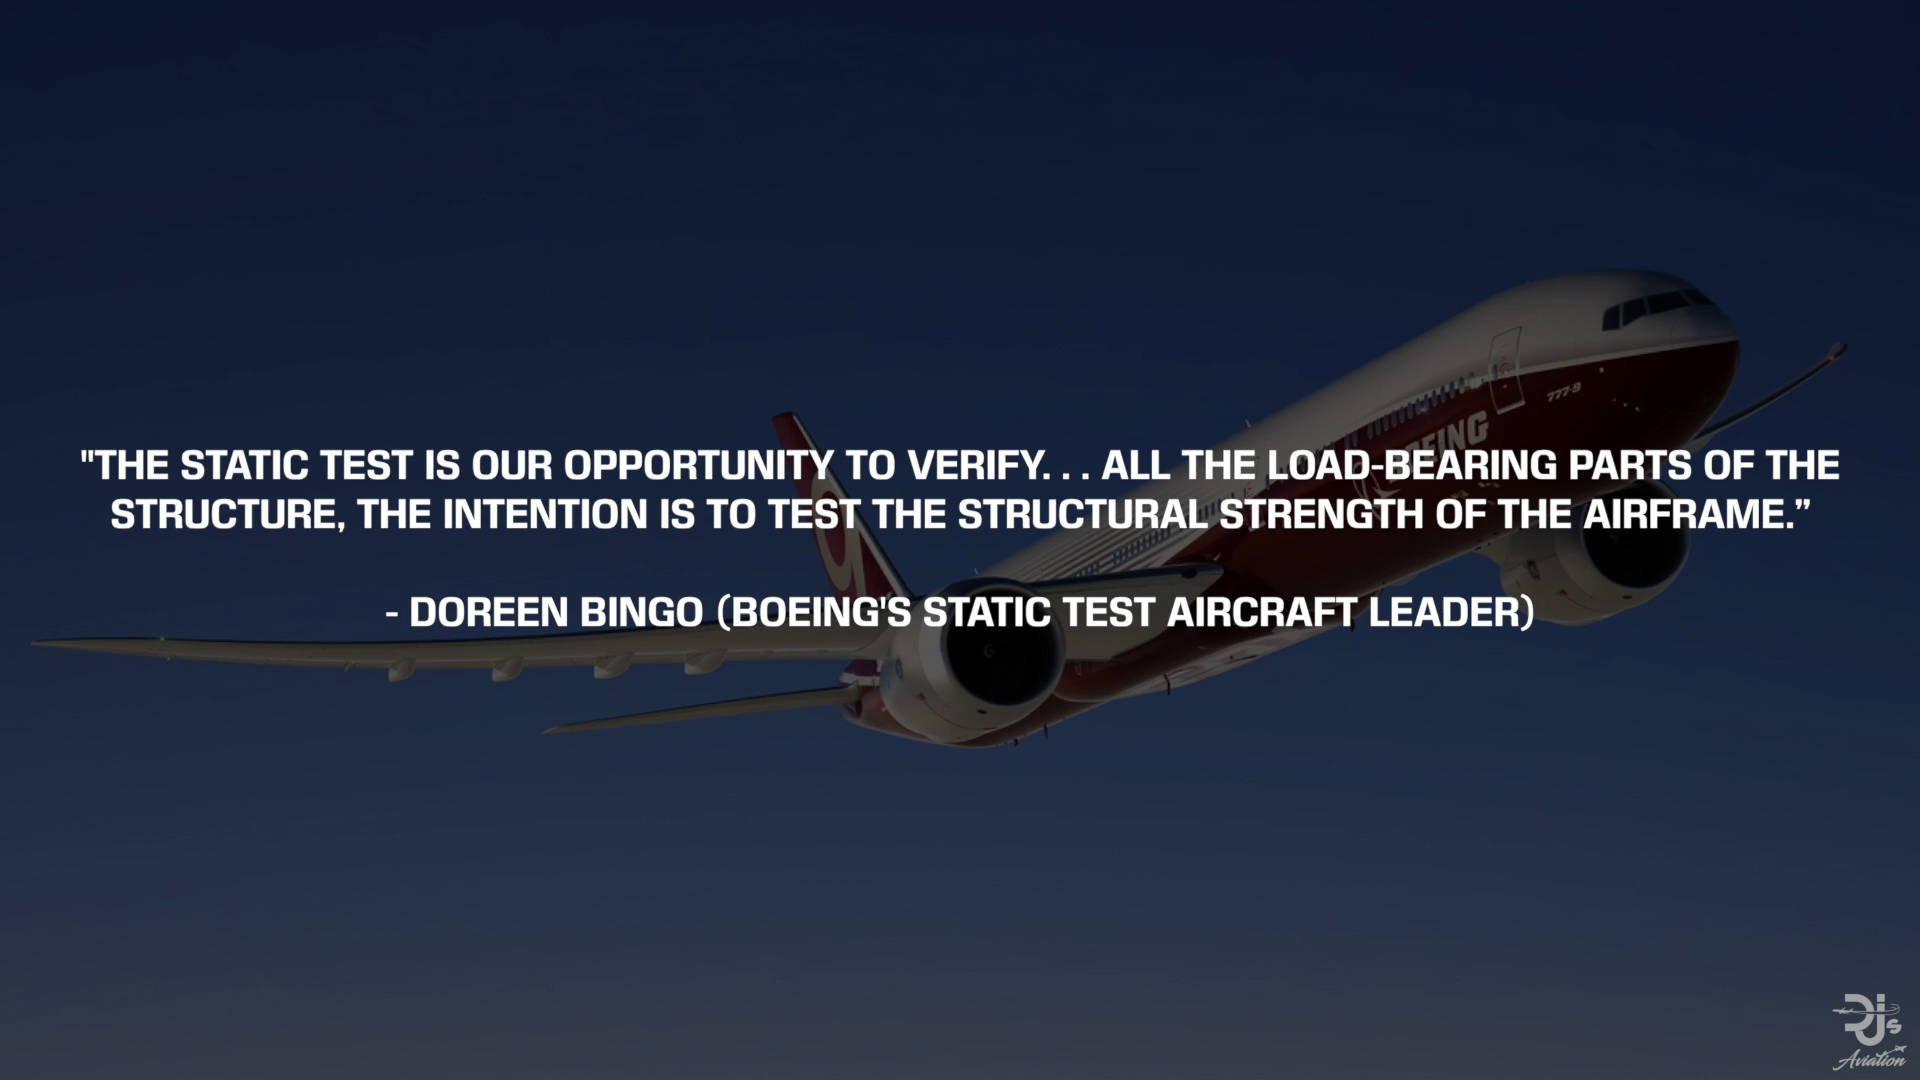 "THE STATIC TEST IS OUR OPPORTUNITY TO VERIFY. . . ALL THE LOAD-BEARING PARTS OF THE
STRUCTURE, THE INTENTION IS TO TEST THE STRUCTURAL STRENGTH OF THE AIRFRAME.”
- DOREEN BINGO (BOEING'S STATIC TEST AIRCRAFT LEADER)
777-9
BOEING
9
DJs
Aviation